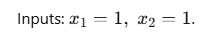 Inputs: x₁ = 1, x₂ = 1.